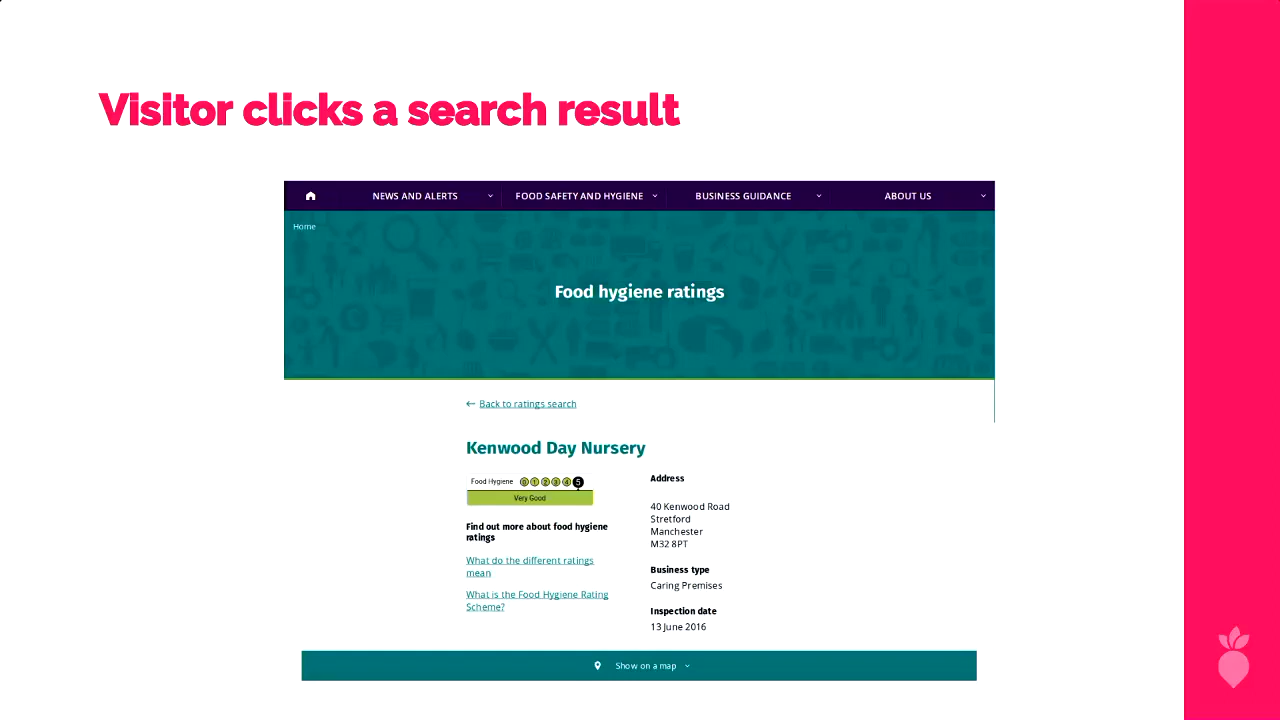 Visitor clicks a search result
NEWS AND ALERTS
FOOD SAFETY AND HYGIENE
BUSINESS GUIDANCE
ABOUT US
Home
Food hygiene ratings
Back to ratings search
Kenwood Day Nursery
Food Hygiene 0 1 2 3 4 5
Very Good
Find out more about food hygiene
ratings
What do the different ratings
mean
What is the Food Hygiene Rating
Scheme?
Address
40 Kenwood Road
Stretford
Manchester
M32 8PT
Business type
Caring Premises
Inspection date
13 June 2016
Show on a map